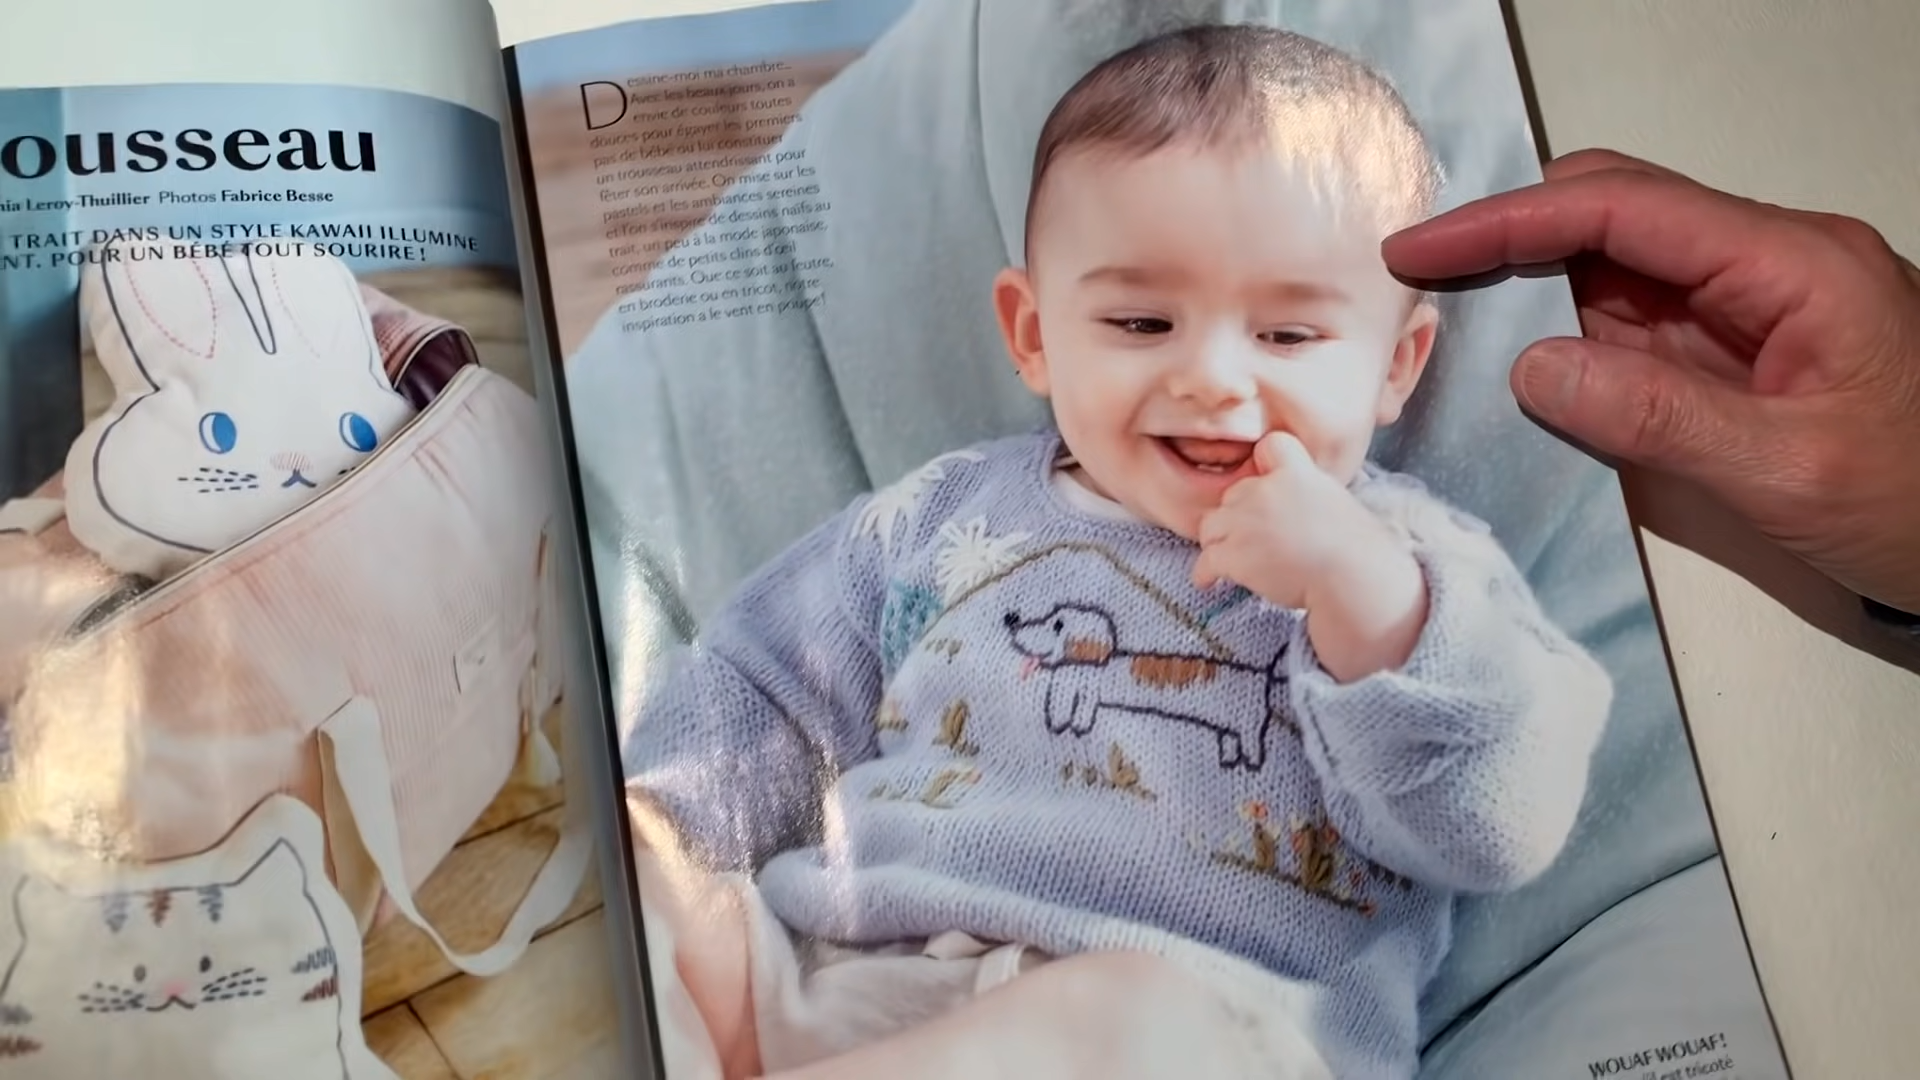 ousseau
nia Leroy-Thuillier Photos Fabrice Besse
TRAIT DANS UN STYLE KAWAII ILLUMINE
NT. POUR UN BÉBÉ TOUT SOURIRE !
Dessine-moi ma chambre...
Avec les beaux jours, on a
envie de couleurs toutes
douces pour égayer les premiers
pas de bébé ou lui constituer
un trousseau attendrissant pour
fêter son arrivée. On mise sur les
pastels et les ambiances sereines
et l'on s'inspire de dessins naïfs au
trait, un peu à la mode japonaise,
comme de petits clins d'œil
rassurants. Que ce soit au feutre,
en broderie ou en tricot, notre
inspiration a le vent en poupe!
WOUAF WOUAF!
est tricoté